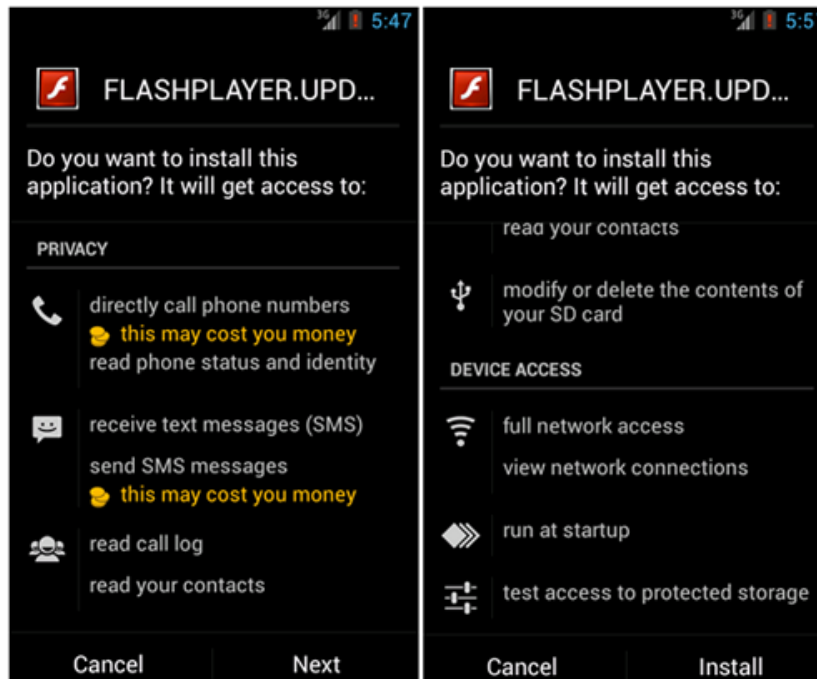 5:47
FLASHPLAYER.UPD...
Do you want to install this
application? It will get access to:
PRIVACY
directly call phone numbers
this may cost you money
read phone status and identity
receive text messages (SMS)
send SMS messages
this may cost you money
read call log
read your contacts
Cancel
Next
3G
5:5
FLASHPLAYER.UPD...
Do you want to install this
application? It will get access to:
read your contacts
modify or delete the contents of
your SD card
DEVICE ACCESS
full network access
view network connections
run at startup
test access to protected storage
Cancel
Install